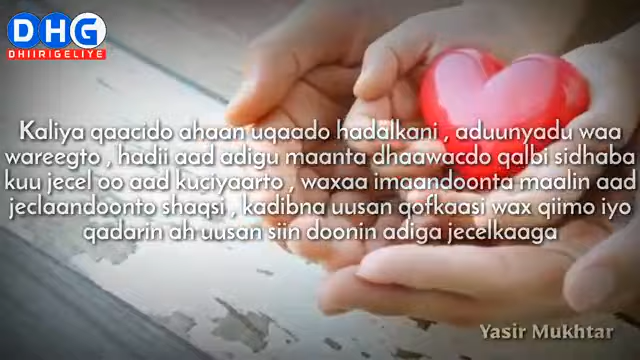 DHG
DHIIRIGELIYE
Kaliya qaacido ahaan uqaado hadalkani , aduunyadu waa
wareegto , hadii aad adigu maanta dhaawacdo qalbi sidhaba
kuu jecel oo aad kuciyaarto , waxaa imaandoonta maalin aad
jeclaandoonto shaqsi , kadibna uusan qofkaasi wax qiimo iyo
qadarih ah uusan siin doonin adiga jecelkaaga
Yasir Mukhtar